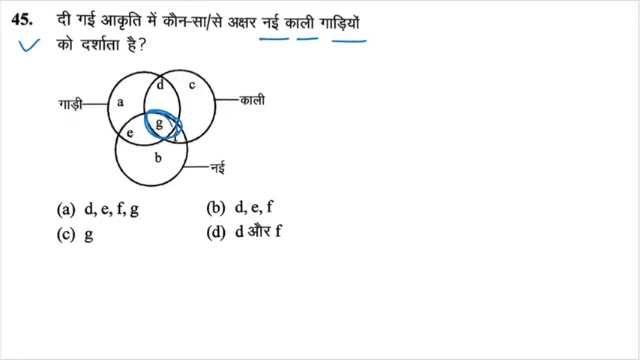 45. दी गई आकृति में कौन-सा/से अक्षर नई काली गाड़ियों
को दर्शाता है?
d c
गाड़ी a काली
g
e f
b
नई
(a) d, e, f, g (b) d, e, f
(c) g (d) d और f